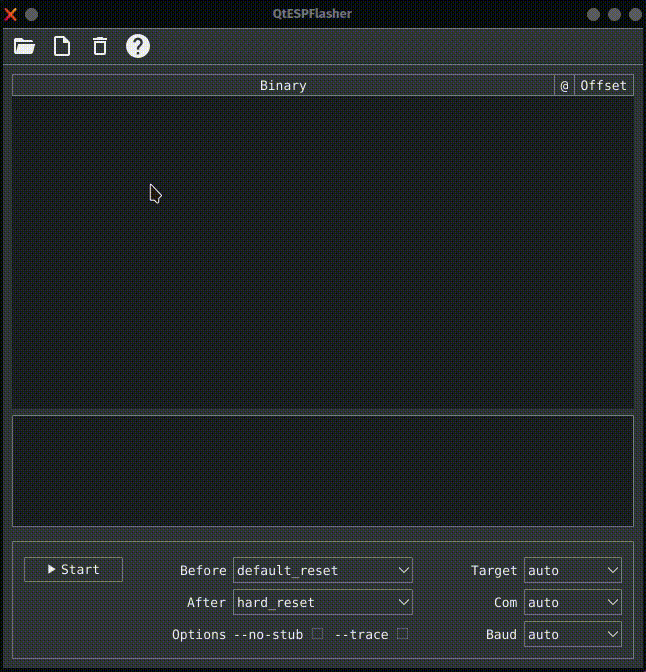 QtESPFlasher
?
Binary @ Offset
Start Before default_reset Target auto
After hard_reset Com auto
Options --no-stub --trace Baud auto